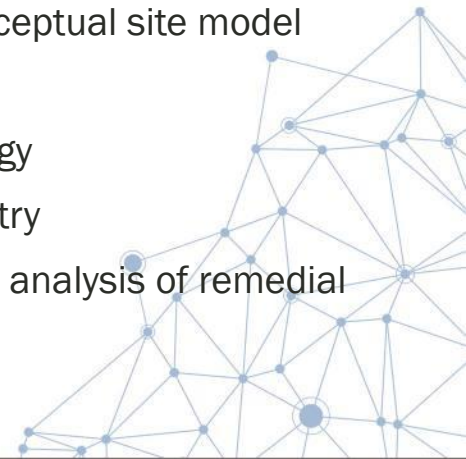 ceptual site model
gy
try
analysis of remedial